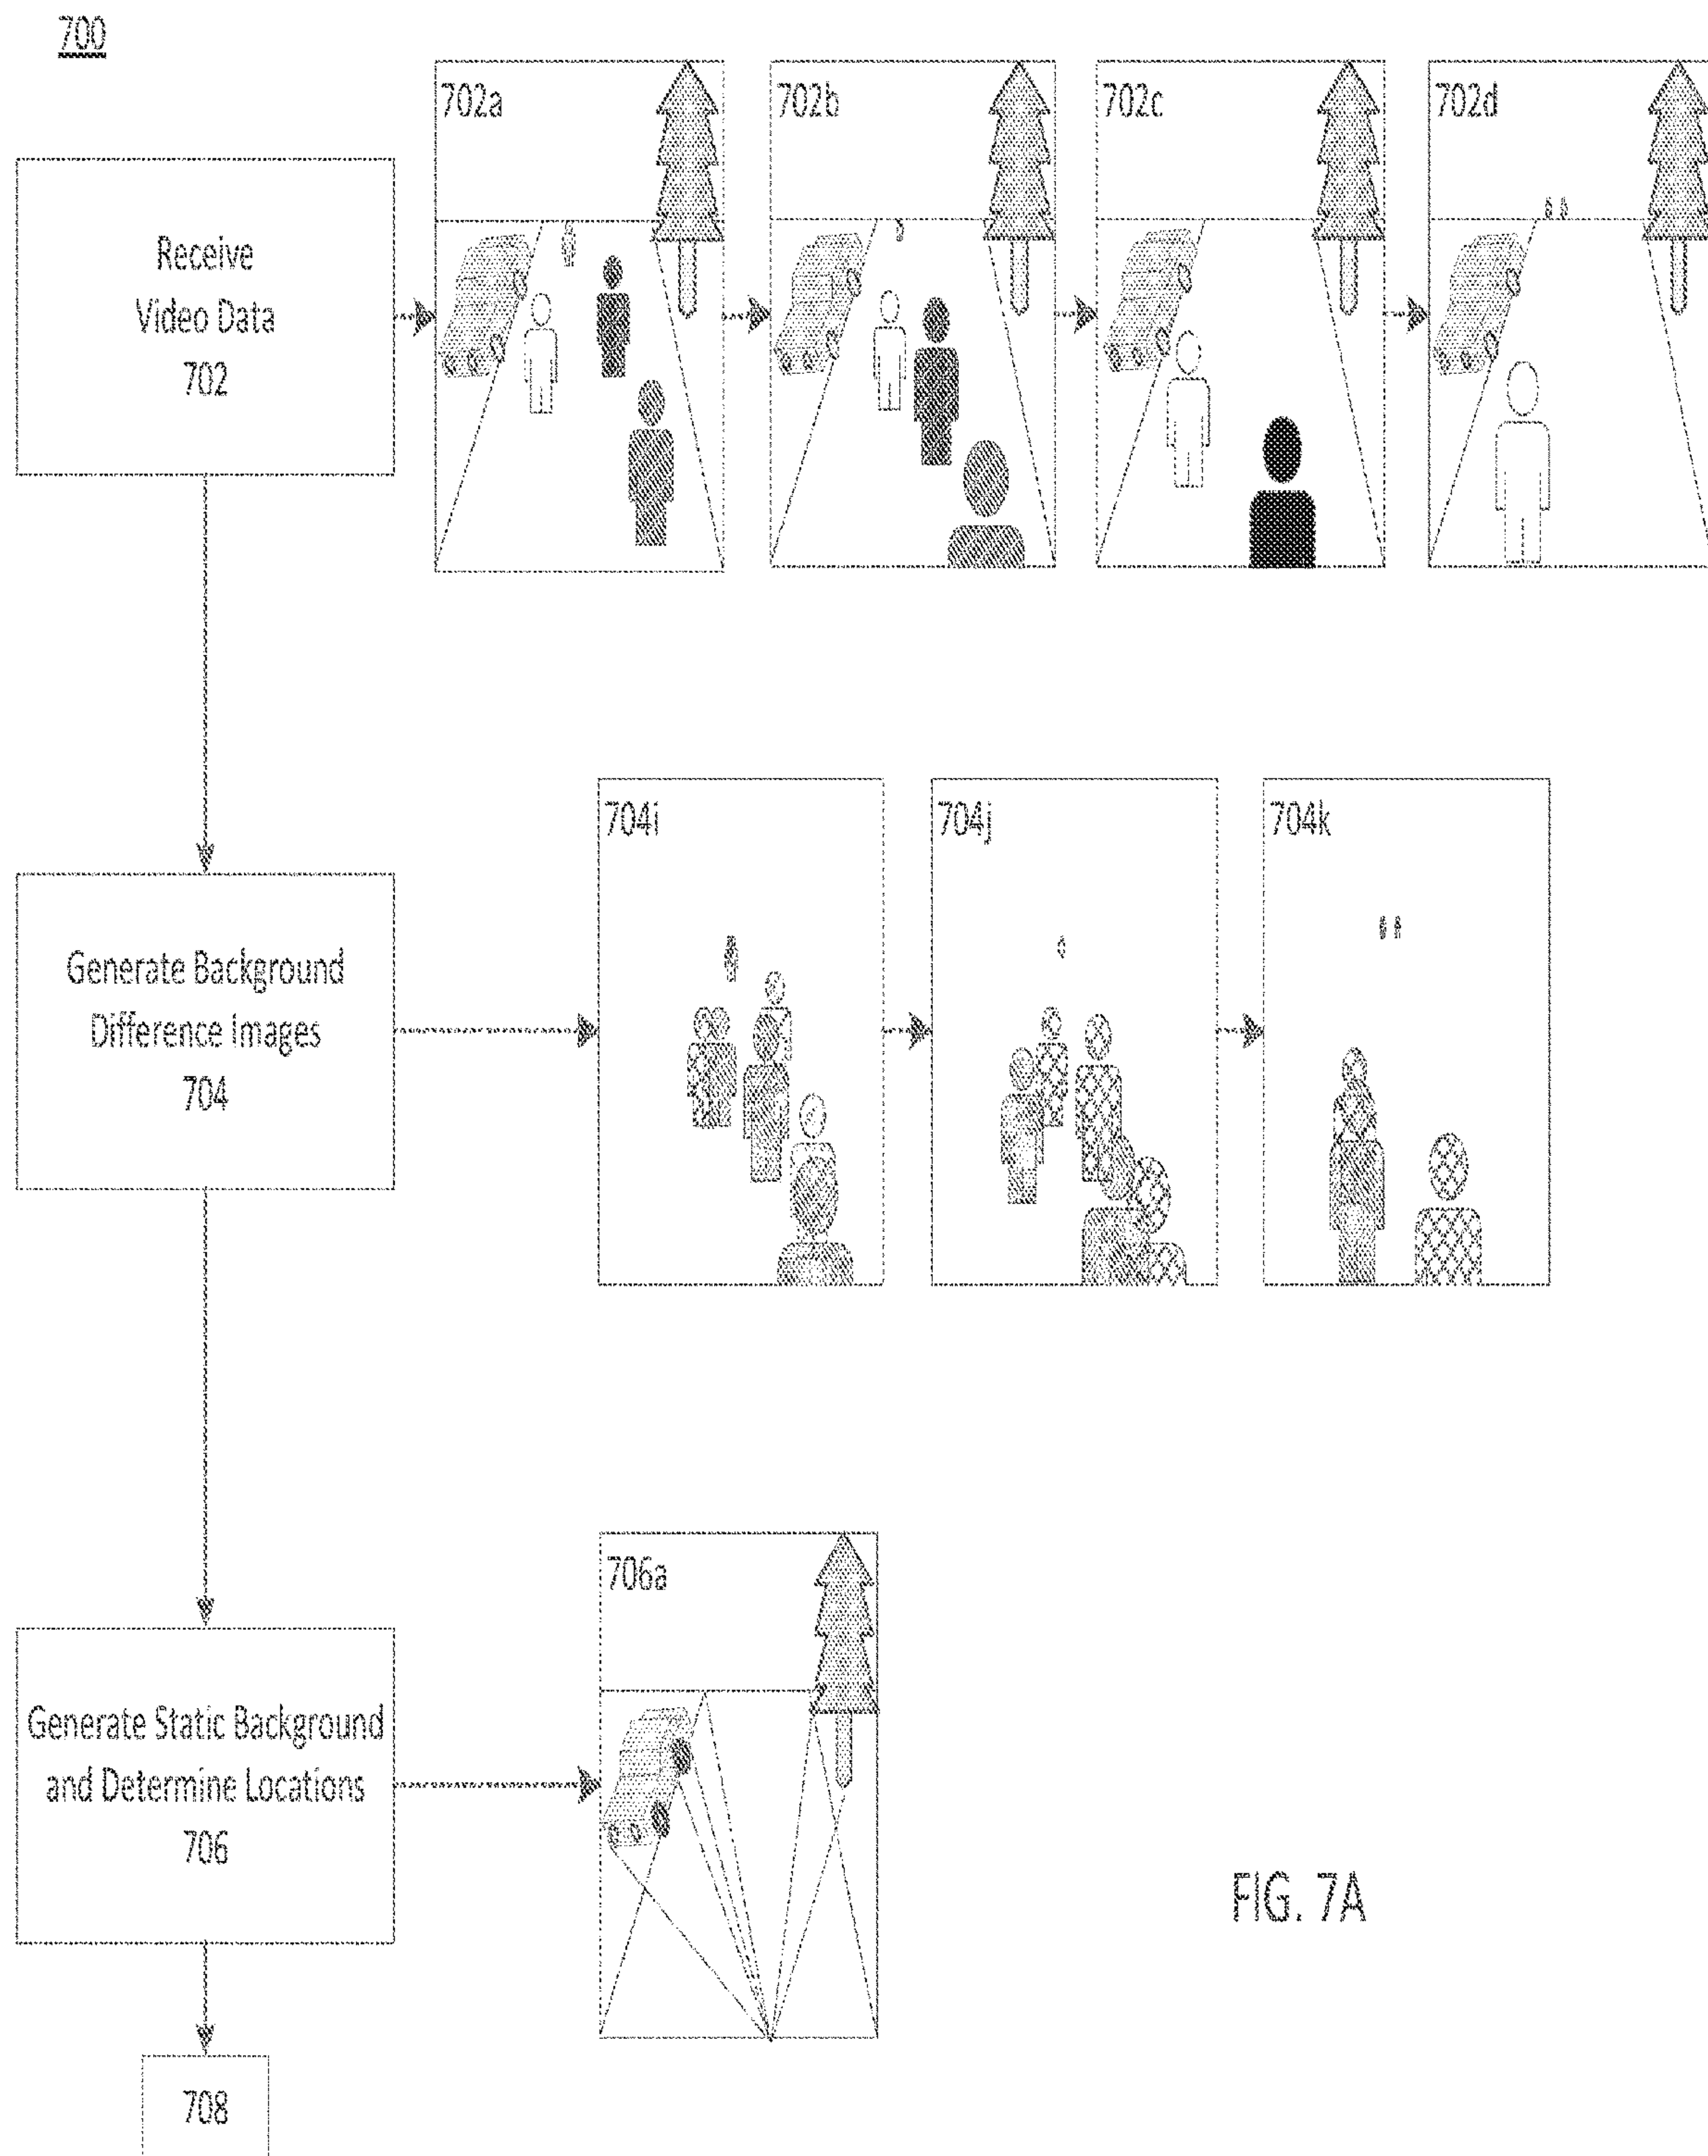 700
702a
702b
702c
702d
Receive
Video Data
702
704i
704j
704k
Generate Background
Difference Images
704
706a
Generate Static Background
and Determine Locations
706
FIG. 7A
708